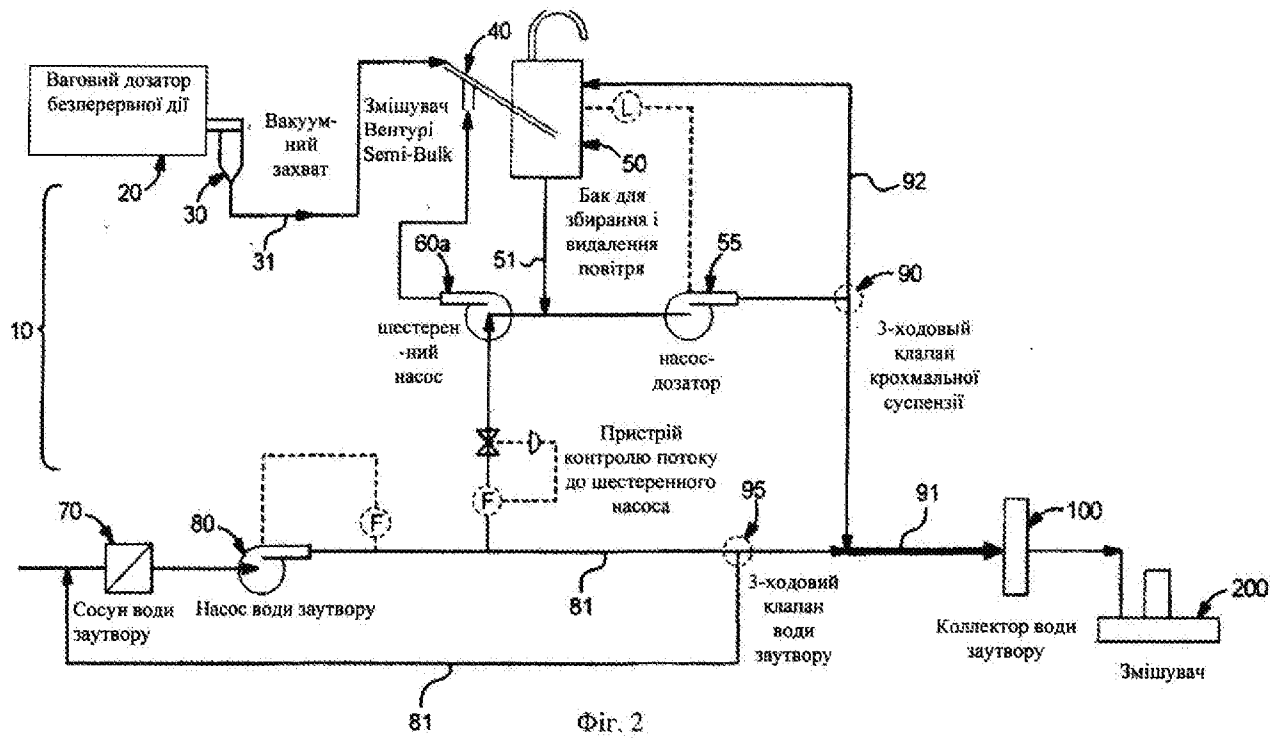 Ваговий дозатор
безперервної дії
20
30
31
Вакуум-
ний
захват
Змішувач
Вентурі
Semi-Bulk
40
L
50
Бак для
збирання і
видалення
повітря
51
55
60a
92
90
10
шестерен
-ний
насос
насос-
дозатор
3-ходовый
клапан
крохмальної
суспензії
Пристрій
контролю потоку
до шестеренного
насоса
F
F
70
80
95
91
100
200
81
Сосун води
заутвору
Насос води заутвору
3-ходовий
клапан
води
заутвору
Коллектор води
заутвору
Змішувач
81
Фіг. 2